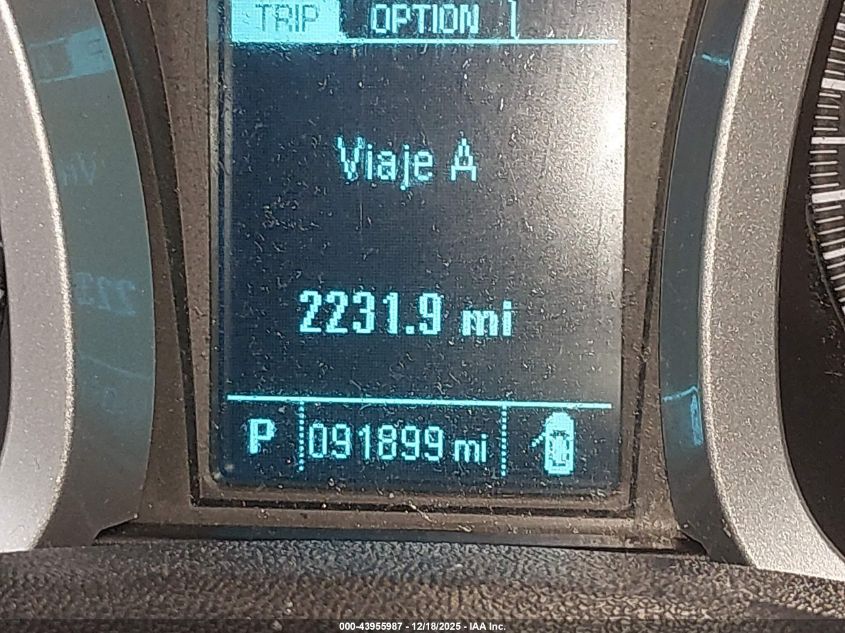 TRIP OPTION
Viaje A
2231.9 mi
P 091899 mi
000-43955987 - 12/18/2025 - IAA Inc.